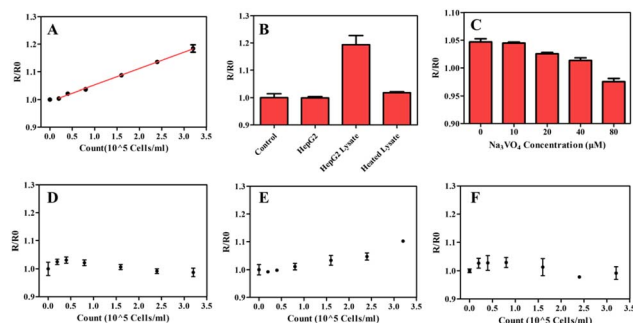 A
R/R0
1.3
1.2
1.1
1.0
0.9
0.0 0.5 1.0 1.5 2.0 2.5 3.0 3.5
Count(10^5 Cells/ml)
B
R/R0
1.3
1.2
1.1
1.0
0.9
Control
HepG2
HepG2 Lysate
Heated Lysate
C
R/R0
1.10
1.05
1.00
0.95
0.90
0 10 20 40 80
Na₃VO₄ Concentration (μM)
D
R/R0
1.3
1.2
1.1
1.0
0.9
0.0 0.5 1.0 1.5 2.0 2.5 3.0 3.5
Count (10^5 Cells/ml)
E
R/R0
1.3
1.2
1.1
1.0
0.9
0.0 0.5 1.0 1.5 2.0 2.5 3.0 3.5
Count (10^5 Cells/ml)
F
R/R0
1.3
1.2
1.1
1.0
0.9
0.0 0.5 1.0 1.5 2.0 2.5 3.0 3.5
Count (10^5 Cells/ml)